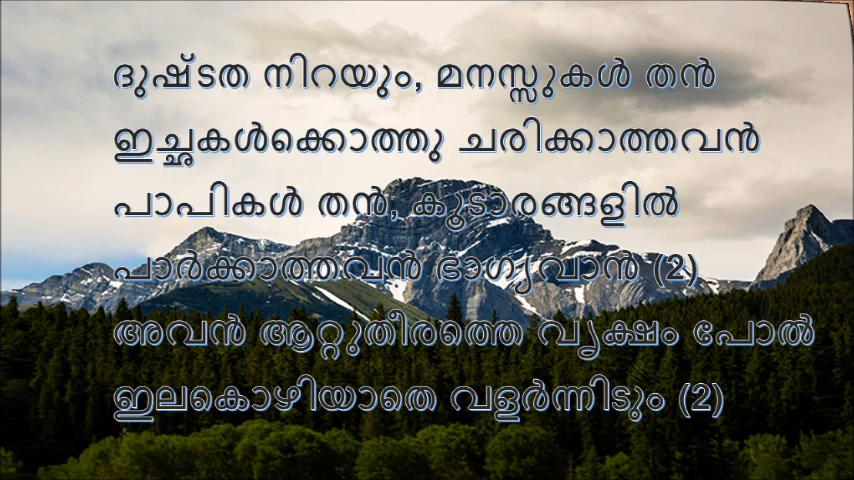 ദുഷ്ടത നിറയും, മനസ്സുകൾ തൻ
ഇച്ഛകൾക്കൊത്തു ചരിക്കാത്തവൻ
പാപികൾ തൻ, കൂടാരങ്ങളിൽ
പാർക്കാത്തവൻ ഭാഗ്യവാൻ (2)
അവൻ ആറ്റുതീരത്തെ വൃക്ഷം പോൽ
ഇലകൊഴിയാതെ വളർന്നിടും (2)